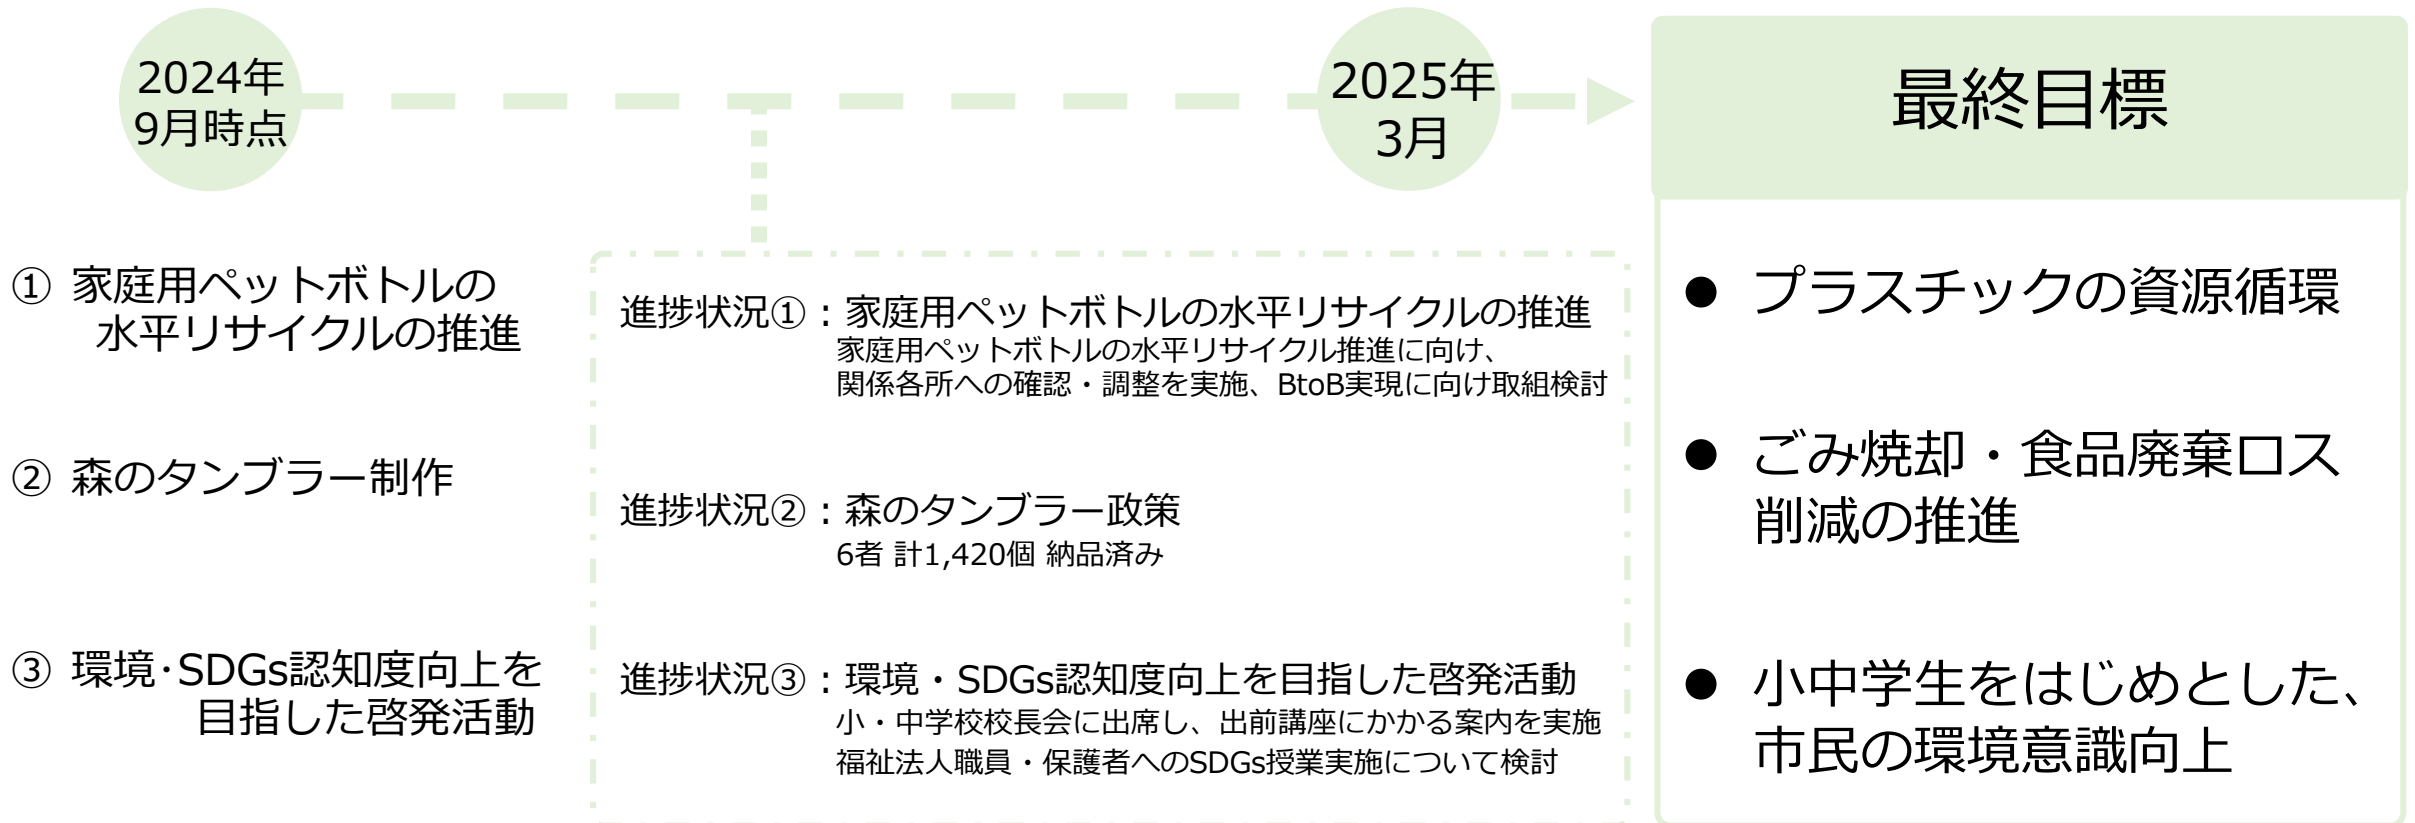 2024年
9月時点
2025年
3月
最終目標
① 家庭用ペットボトルの
水平リサイクルの推進
② 森のタンブラー制作
③ 環境･SDGs認知度向上を
目指した啓発活動
進捗状況①：家庭用ペットボトルの水平リサイクルの推進
家庭用ペットボトルの水平リサイクル推進に向け、
関係各所への確認・調整を実施、BtoB実現に向け取組検討
進捗状況②：森のタンブラー政策
6者 計1,420個 納品済み
進捗状況③：環境・SDGs認知度向上を目指した啓発活動
小・中学校校長会に出席し、出前講座にかかる案内を実施
福祉法人職員・保護者へのSDGs授業実施について検討
● プラスチックの資源循環
● ごみ焼却・食品廃棄ロス
削減の推進
● 小中学生をはじめとした、
市民の環境意識向上